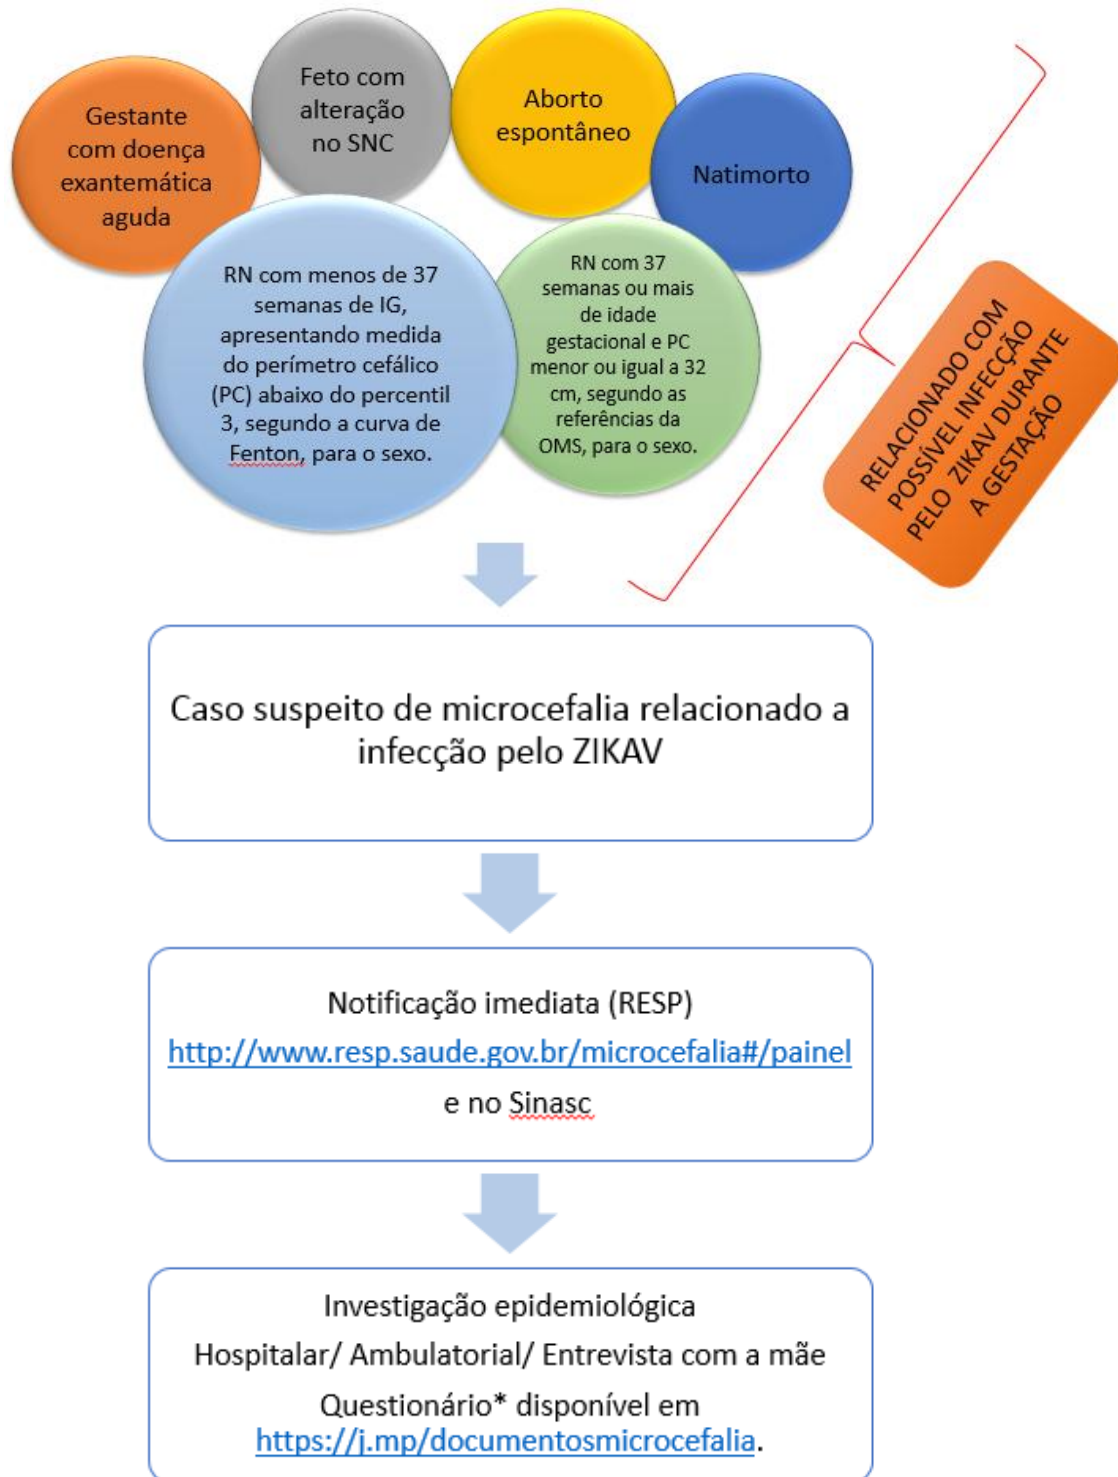 Gestante
com doença
exantemática
aguda
Feto com
alteração
no SNC
Aborto
espontâneo
Natimorto
RN com menos de 37
semanas de IG,
apresentando medida
do perímetro cefálico
(PC) abaixo do percentil
3, segundo a curva de
Fenton, para o sexo.
RN com 37
semanas ou mais
de idade
gestacional e PC
menor ou igual a 32
cm, segundo as
referências da
OMS, para o sexo.
RELACIONADO COM
POSSÍVEL INFECÇÃO
PELO ZIKAV DURANTE
A GESTAÇÃO
Caso suspeito de microcefalia relacionado a
infecção pelo ZIKAV
Notificação imediata (RESP)
http://www.resp.saude.gov.br/microcefalia#/painel
e no Sinasc
Investigação epidemiológica
Hospitalar/ Ambulatorial/ Entrevista com a mãe
Questionário* disponível em
https://j.mp/documentosmicrocefalia.